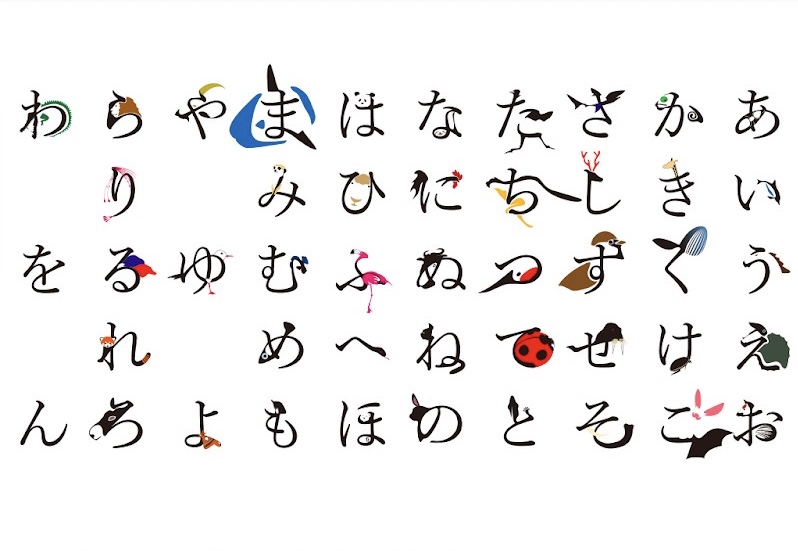 あいうえお
かきくけこ
さしすせそ
たちつてと
なにぬねの
はひふへほ
まみむめも
やゆよ
らりるれろ
わをん